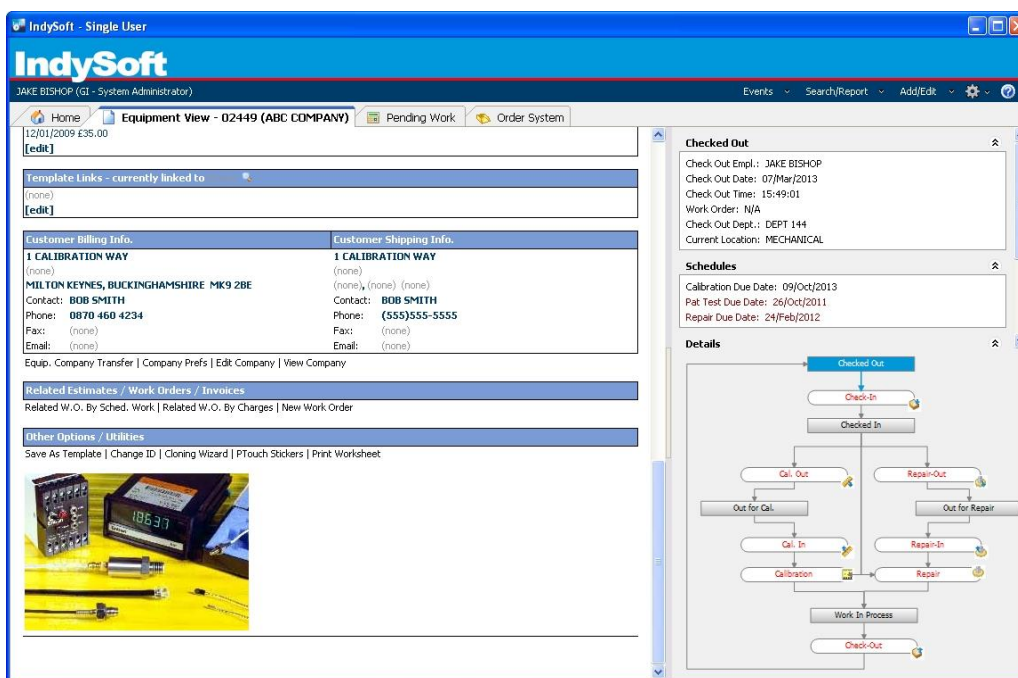 IndySoft - Single User
IndySoft
JAKE BISHOP (GI - System Administrator)
Events Search/Report Add/Edit
Home Equipment View - 02449 (ABC COMPANY) Pending Work Order System
12/01/2009 £35.00
[edit]
Template Links - currently linked to
(none)
[edit]
Customer Billing Info. Customer Shipping Info.
1 CALIBRATION WAY 1 CALIBRATION WAY
(none) (none)
MILTON KEYNES, BUCKINGHAMSHIRE MK9 2BE (none), (none) (none)
Contact: BOB SMITH Contact: BOB SMITH
Phone: 0870 460 4234 Phone: (555)555-5555
Fax: (none) Fax: (none)
Email: (none) Email: (none)
Equip. Company Transfer | Company Prefs | Edit Company | View Company
Related Estimates / Work Orders / Invoices
Related W.O. By Sched. Work | Related W.O. By Charges | New Work Order
Other Options / Utilities
Save As Template | Change ID | Cloning Wizard | PTouch Stickers | Print Worksheet
18637
Checked Out
Check Out Empl.: JAKE BISHOP
Check Out Date: 07/Mar/2013
Check Out Time: 15:49:01
Work Order: N/A
Check Out Dept.: DEPT 144
Current Location: MECHANICAL
Schedules
Calibration Due Date: 09/Oct/2013
Pat Test Due Date: 26/Oct/2011
Repair Due Date: 24/Feb/2012
Details
Checked Out
Check-In
Checked In
Cal. Out Repair-Out
Out for Cal. Out for Repair
Cal. In Repair-In
Calibration Repair
Work In Process
Check-Out